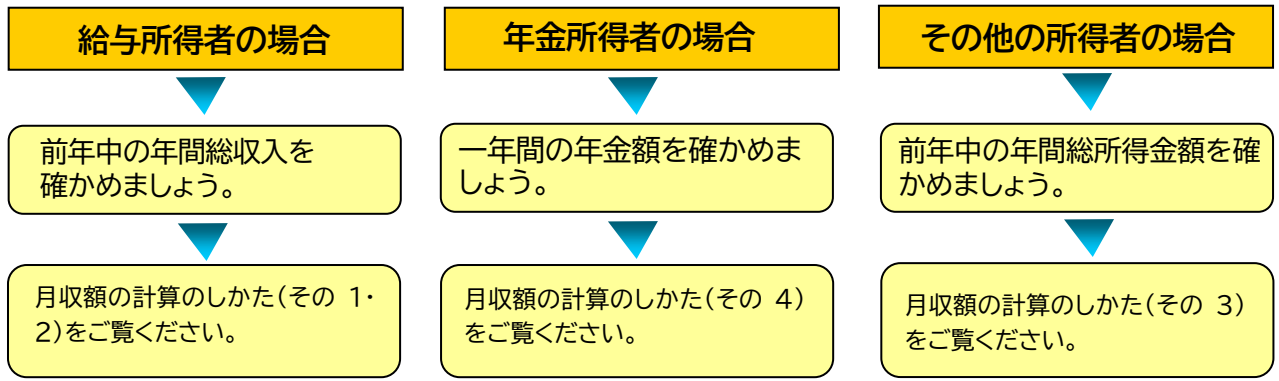 給与所得者の場合
前年中の年間総収入を
確かめましょう。
月収額の計算のしかた(その 1・
2)をご覧ください。
年金所得者の場合
一年間の年金額を確かめま
しょう。
月収額の計算のしかた(その 4)
をご覧ください。
その他の所得者の場合
前年中の年間総所得金額を確
かめましょう。
月収額の計算のしかた(その 3)
をご覧ください。